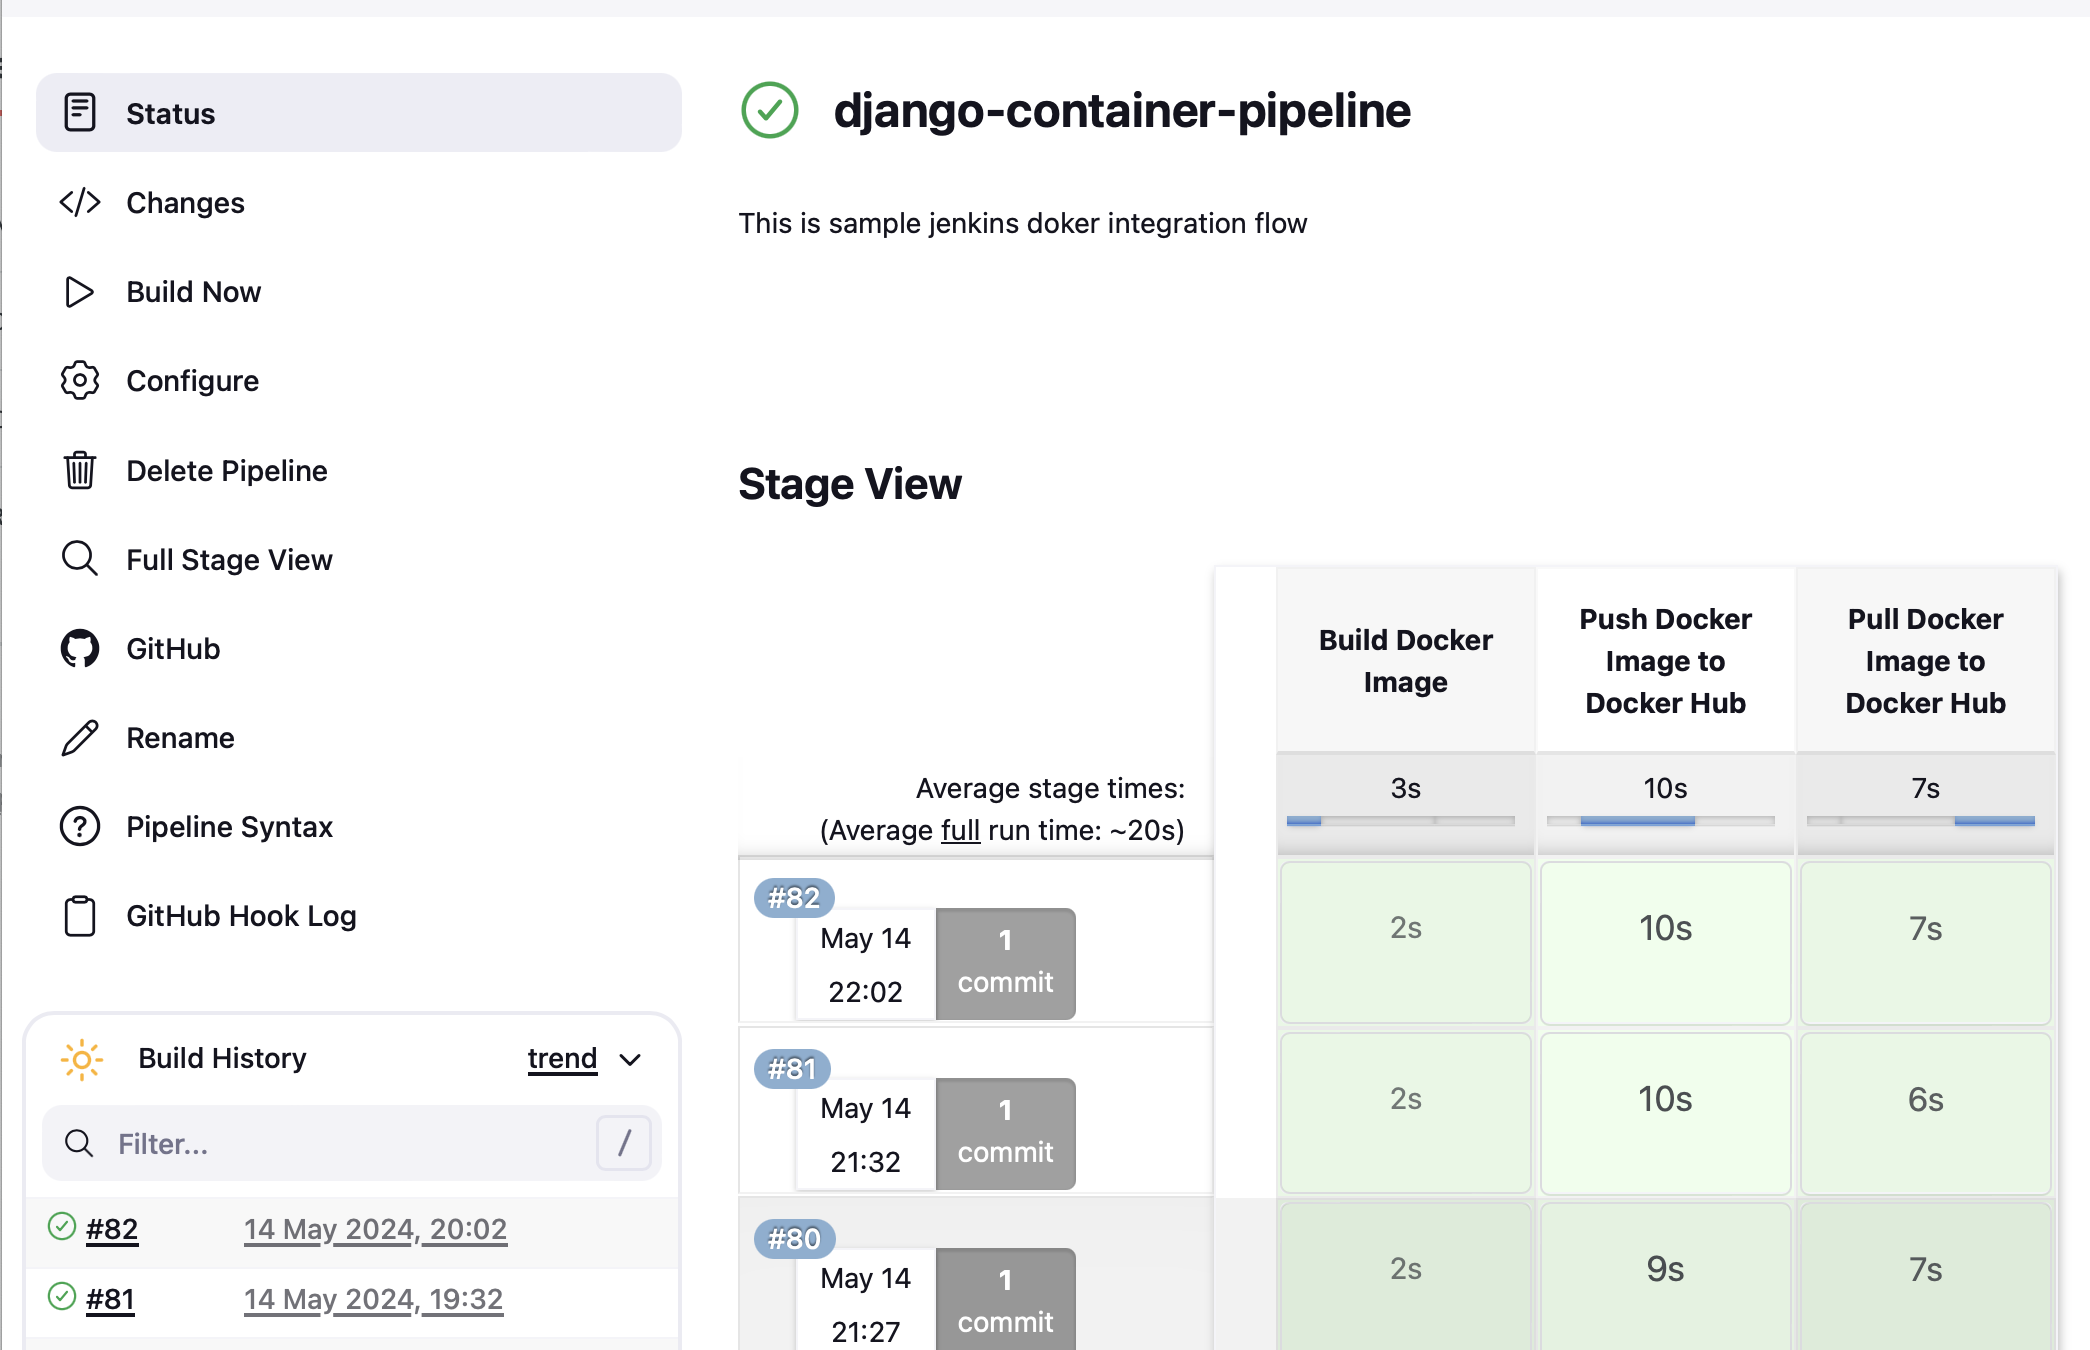 Status
Changes
Build Now
Configure
Delete Pipeline
Full Stage View
GitHub
Rename
Pipeline Syntax
GitHub Hook Log
Build History
trend
Filter...
/
#82
14 May 2024, 20:02
#81
14 May 2024, 19:32
django-container-pipeline
This is sample jenkins doker integration flow
Stage View
Build Docker
Image
Push Docker
Image to
Docker Hub
Pull Docker
Image to
Docker Hub
Average stage times:
(Average full run time: ~20s)
3s
10s
7s
#82
May 14
22:02
1
commit
2s
10s
7s
#81
May 14
21:32
1
commit
2s
10s
6s
#80
May 14
21:27
1
commit
2s
9s
7s